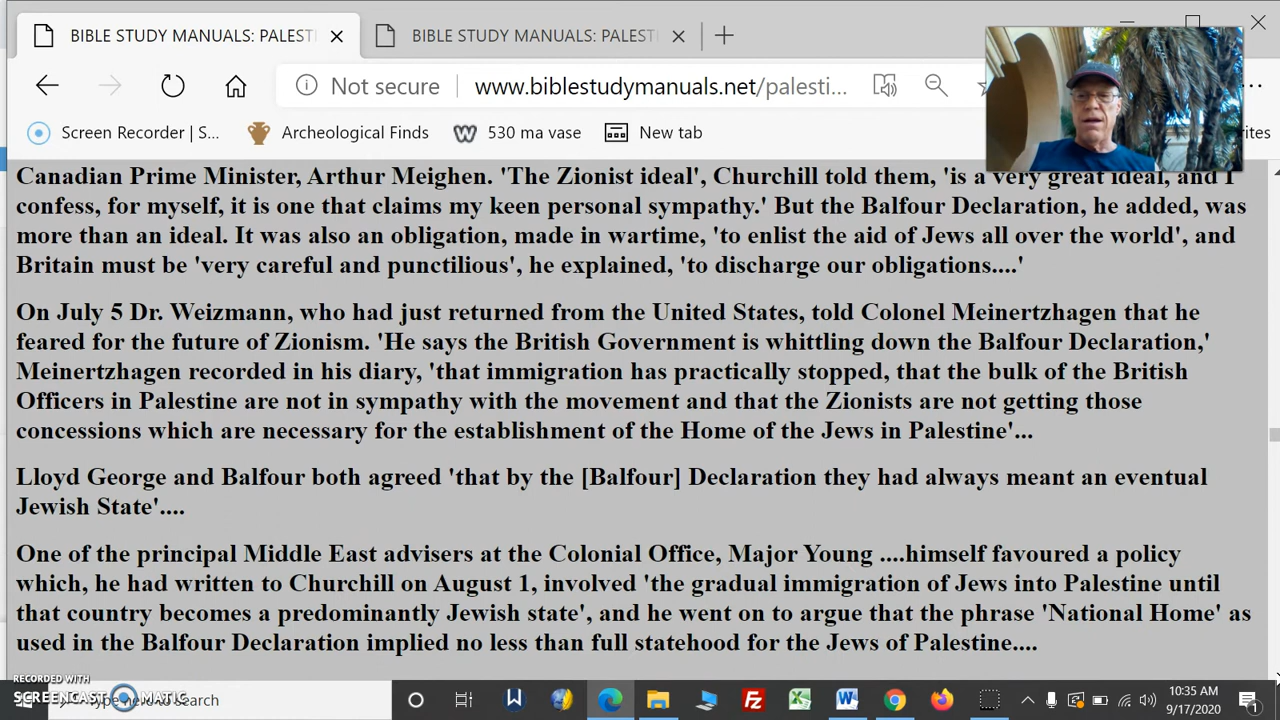 BIBLE STUDY MANUALS: PALEST
BIBLE STUDY MANUALS: PALEST
Not secure
www.biblestudymanuals.net/palesti...
Screen Recorder | S...
Archeological Finds
530 ma vase
New tab
Canadian Prime Minister, Arthur Meighen. 'The Zionist ideal', Churchill told them, 'is a very great ideal, and I
confess, for myself, it is one that claims my keen personal sympathy.' But the Balfour Declaration, he added, was
more than an ideal. It was also an obligation, made in wartime, 'to enlist the aid of Jews all over the world', and
Britain must be 'very careful and punctilious', he explained, 'to discharge our obligations....'
On July 5 Dr. Weizmann, who had just returned from the United States, told Colonel Meinertzhagen that he
feared for the future of Zionism. 'He says the British Government is whittling down the Balfour Declaration,'
Meinertzhagen recorded in his diary, 'that immigration has practically stopped, that the bulk of the British
Officers in Palestine are not in sympathy with the movement and that the Zionists are not getting those
concessions which are necessary for the establishment of the Home of the Jews in Palestine'...
Lloyd George and Balfour both agreed 'that by the [Balfour] Declaration they had always meant an eventual
Jewish State'....
One of the principal Middle East advisers at the Colonial Office, Major Young ....himself favoured a policy
which, he had written to Churchill on August 1, involved 'the gradual immigration of Jews into Palestine until
that country becomes a predominantly Jewish state', and he went on to argue that the phrase 'National Home' as
used in the Balfour Declaration implied no less than full statehood for the Jews of Palestine....
RECORDED WITH
SCREENCAST MATIC
here to search
10:35 AM
9/17/2020